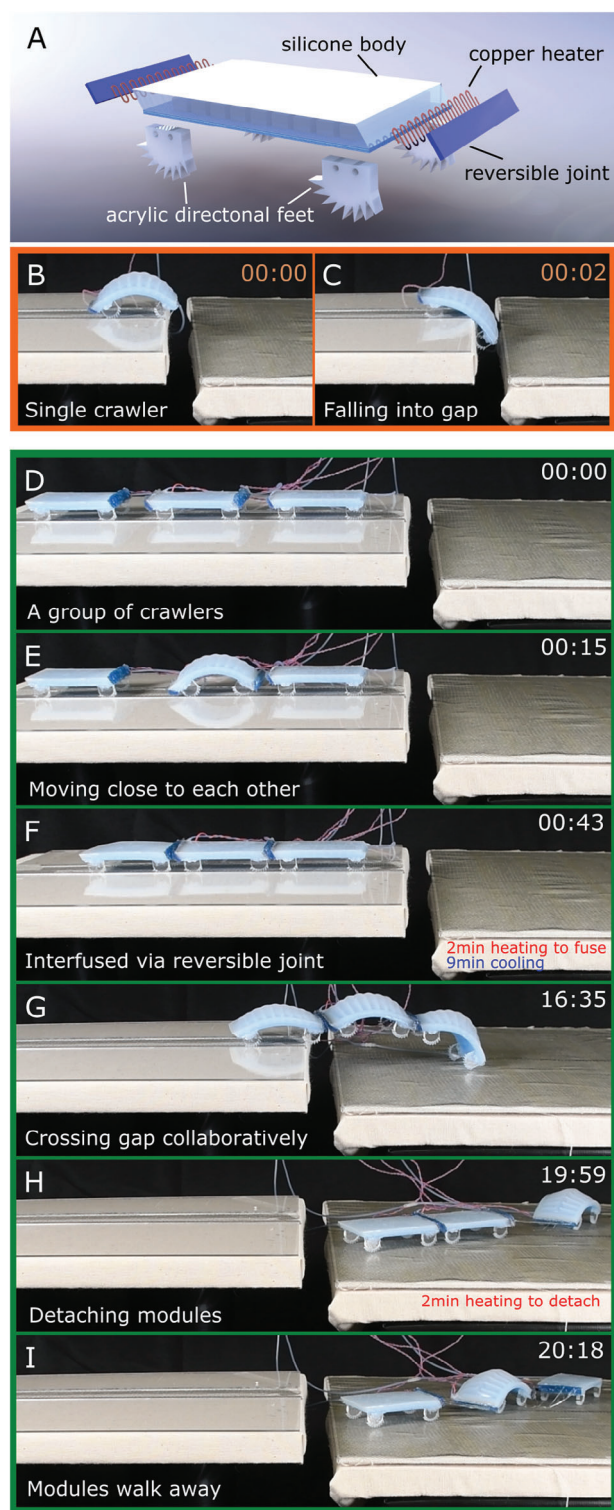 A
silicone body
copper heater
reversible joint
acrylic directonal feet
B
00:00
Single crawler
C
00:02
Falling into gap
D
00:00
A group of crawlers
E
00:15
Moving close to each other
F
00:43
Interfused via reversible joint
2min heating to fuse
9min cooling
G
16:35
Crossing gap collaboratively
H
19:59
Detaching modules
2min heating to detach
I
20:18
Modules walk away